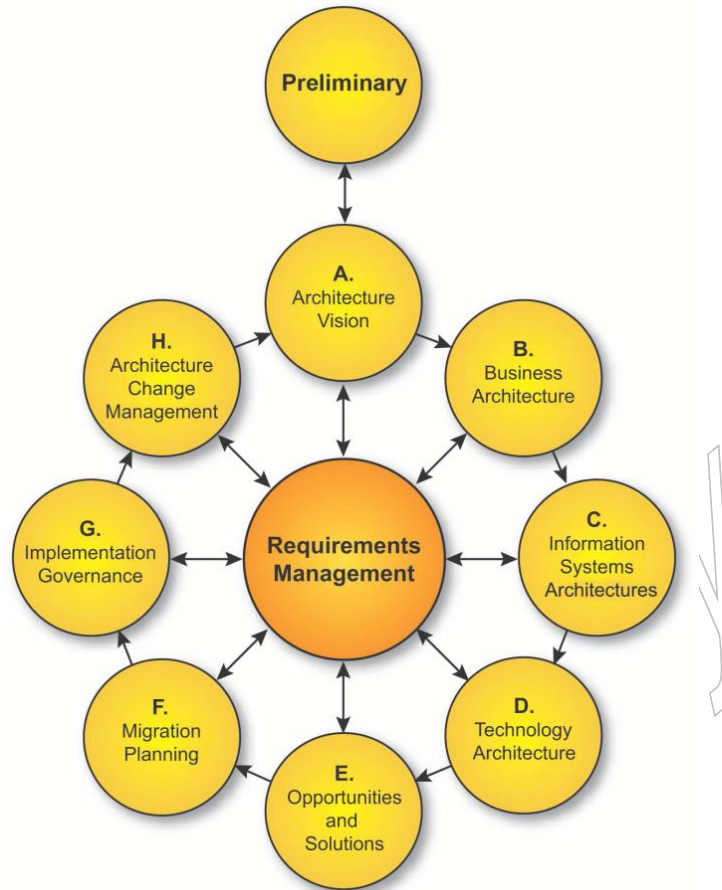 Preliminary
A.
Architecture
Vision
B.
Business
Architecture
C.
Information
Systems
Architectures
D.
Technology
Architecture
E.
Opportunities
and
Solutions
F.
Migration
Planning
G.
Implementation
Governance
H.
Architecture
Change
Management
Requirements
Management